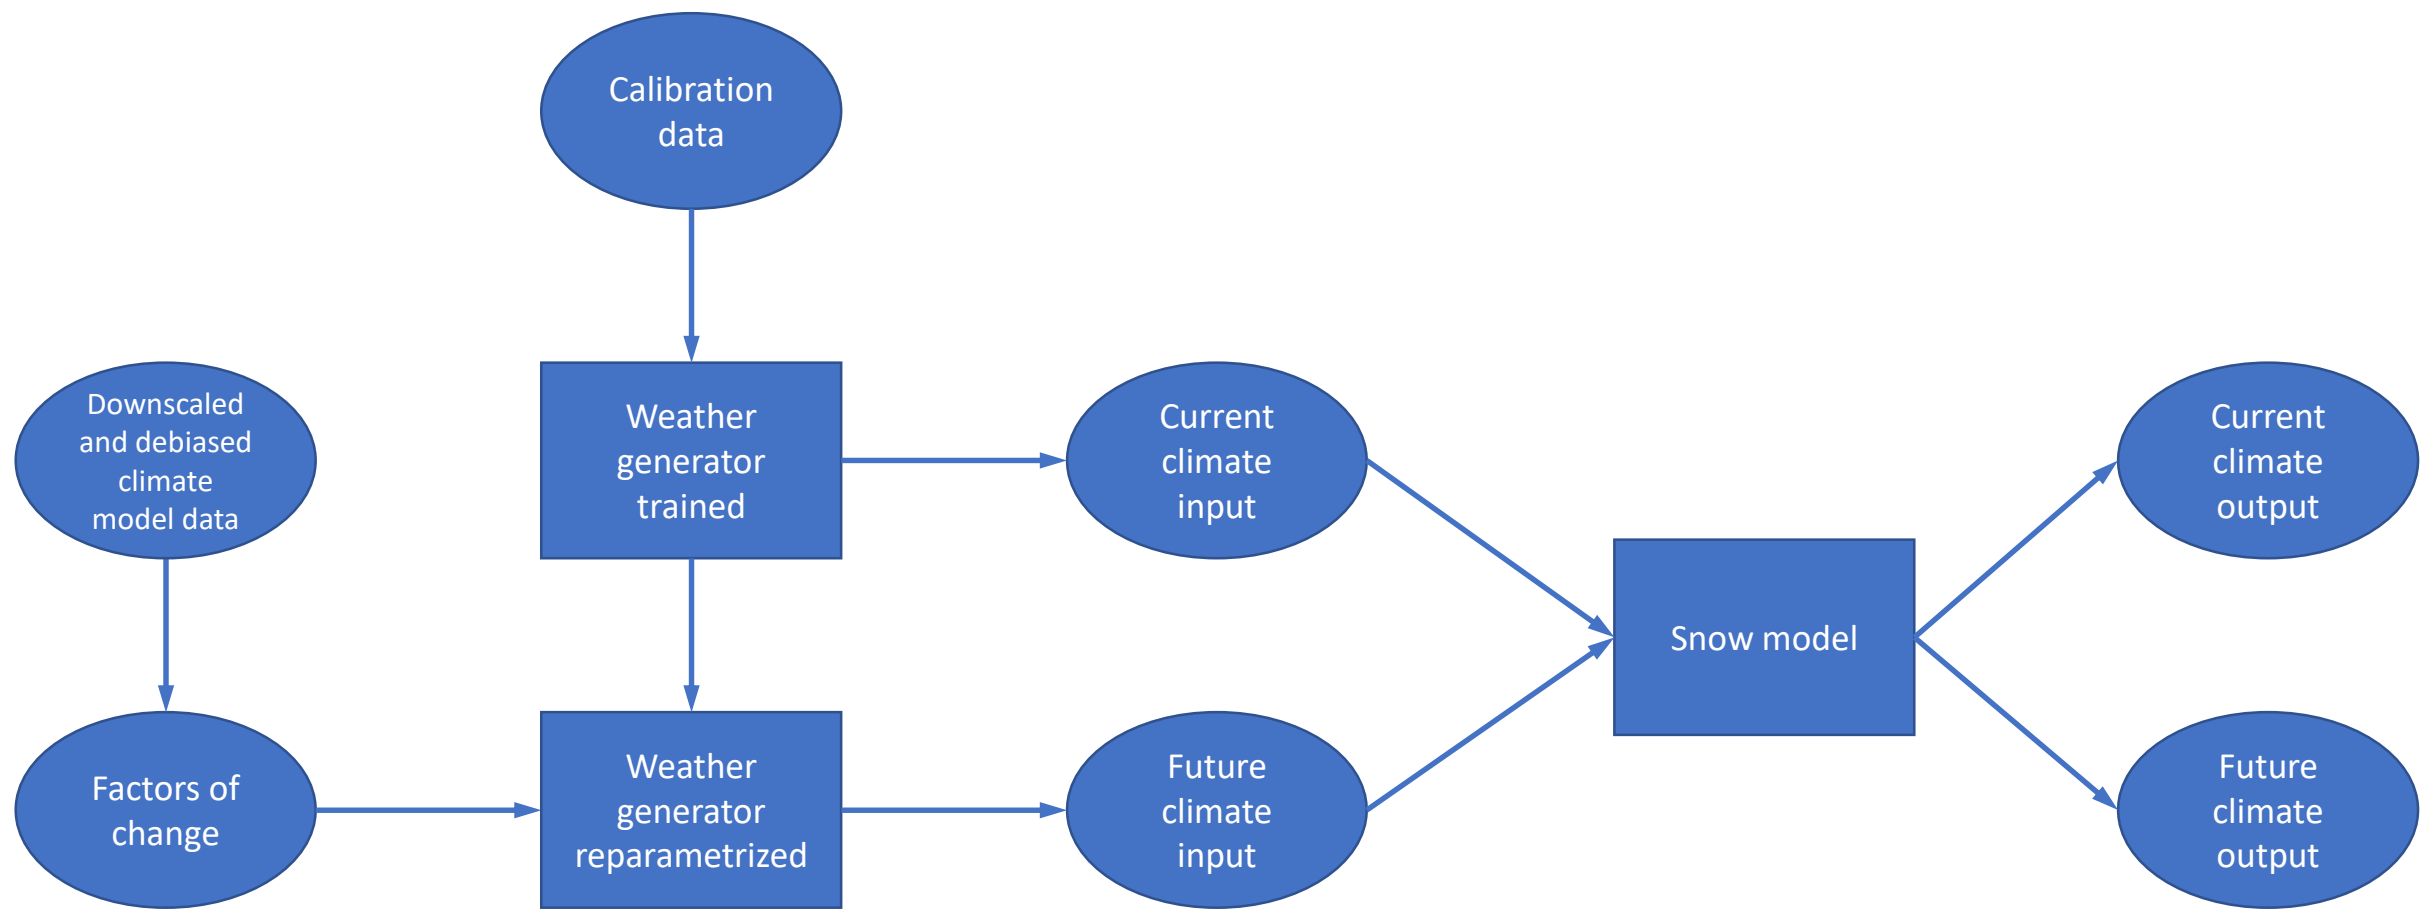 Calibration
data
Downscaled
and debiased
climate
model data
Weather
generator
trained
Current
climate
input
Current
climate
output
Snow model
Factors of
change
Weather
generator
reparametrized
Future
climate
input
Future
climate
output